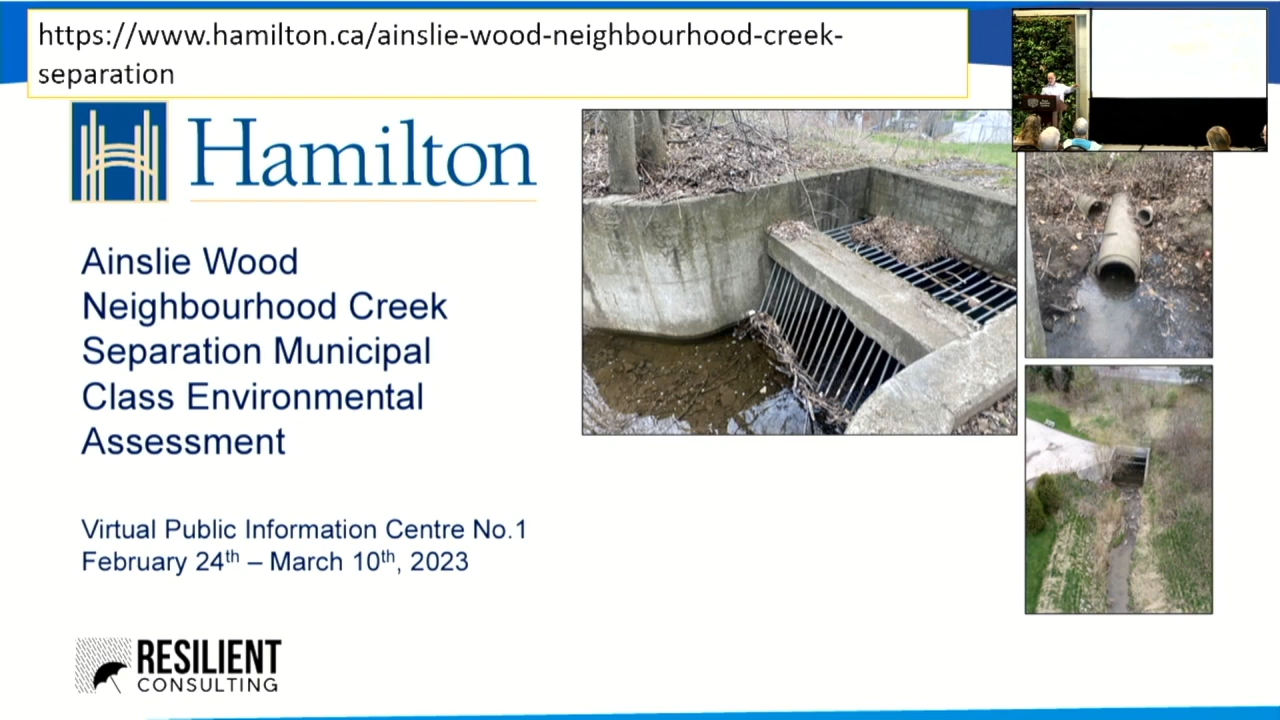 https://www.hamilton.ca/ainslie-wood-neighbourhood-creek-
separation
Hamilton
Ainslie Wood
Neighbourhood Creek
Separation Municipal
Class Environmental
Assessment
Virtual Public Information Centre No.1
February 24th – March 10th, 2023
RESILIENT
CONSULTING